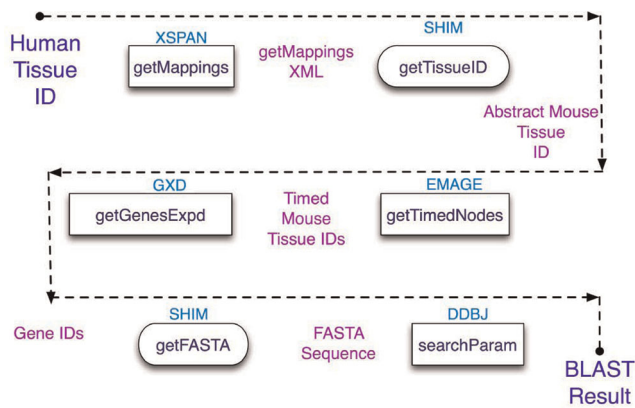 Human
Tissue
ID
XSPAN
getMappings
getMappings
XML
SHIM
getTissueID
Abstract Mouse
Tissue
ID
GXD
getGenesExpd
Timed
Mouse
Tissue IDs
EMAGE
getTimedNodes
Gene IDs
SHIM
getFASTA
FASTA
Sequence
DDBJ
searchParam
BLAST
Result